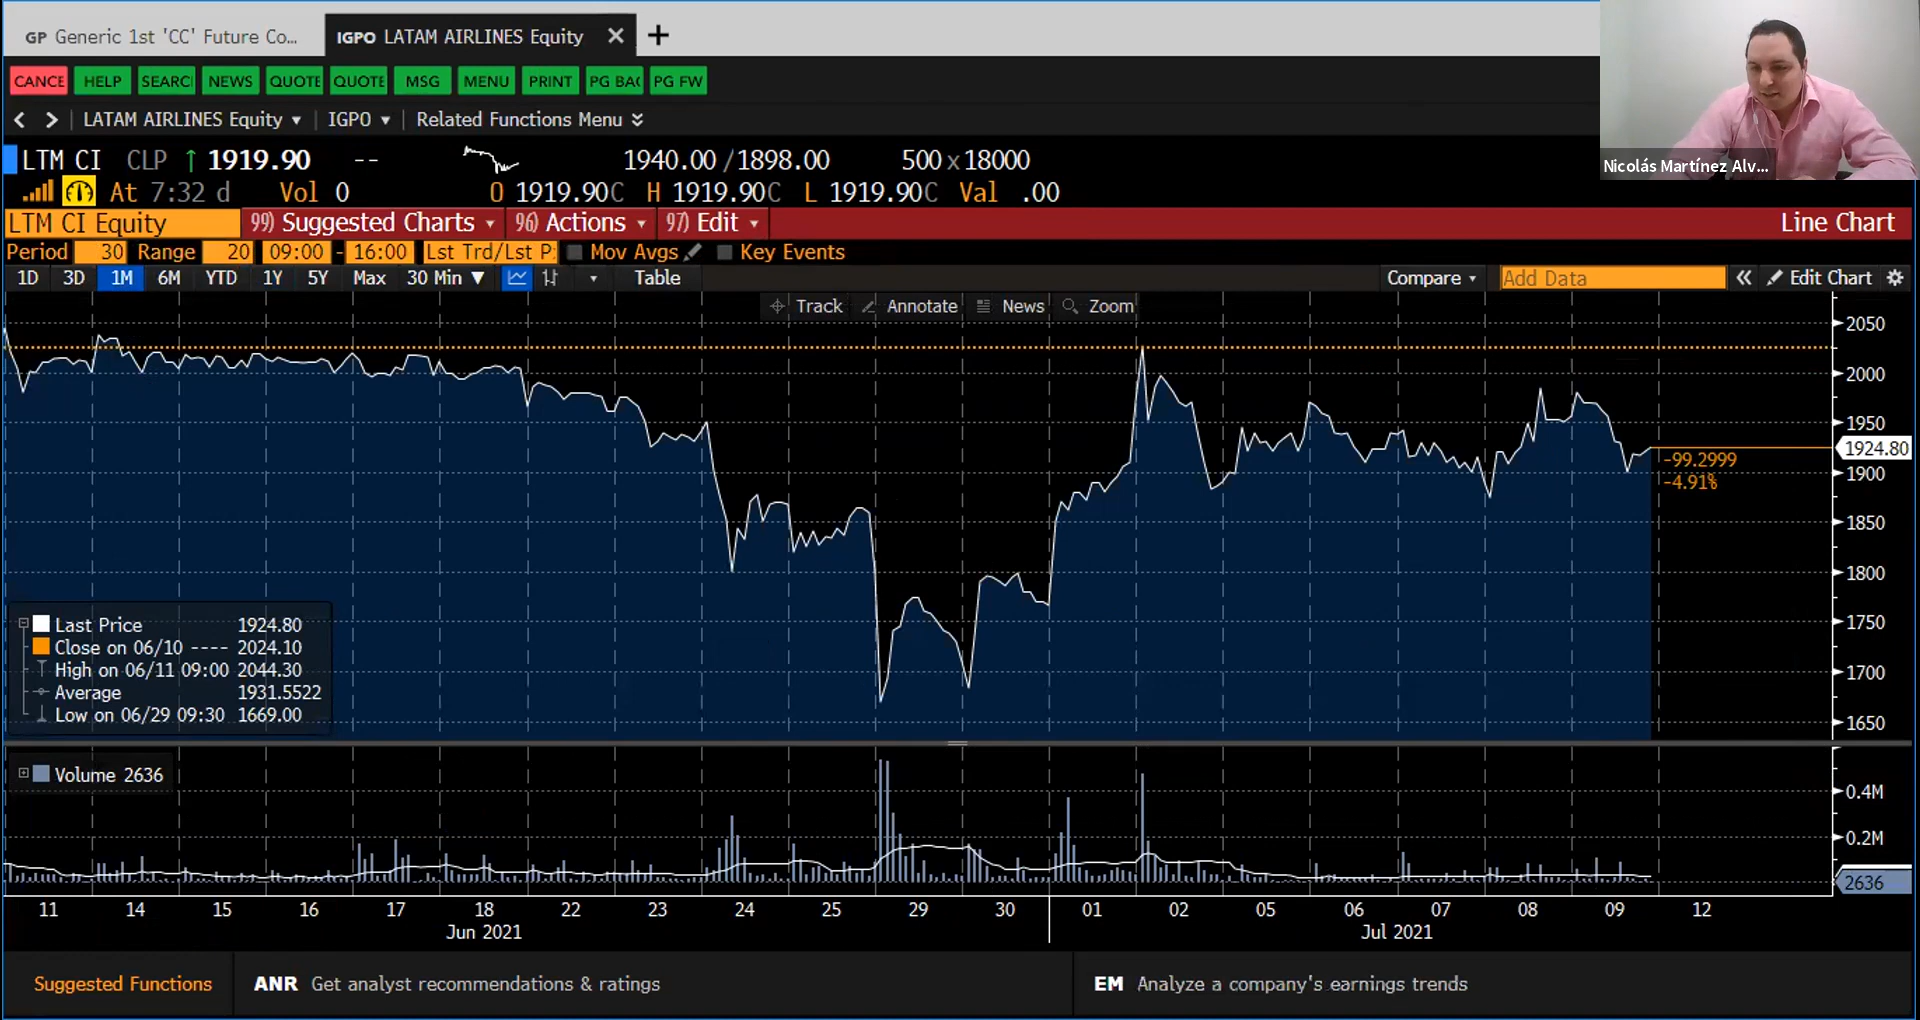 GP Generic 1st 'CC' Future Co...
IGPO LATAM AIRLINES Equity
CANCE HELP SEARC NEWS QUOTE QUOTE MSG MENU PRINT PG BAC PG FW
LATAM AIRLINES Equity IGPO Related Functions Menu
Nicolás Martínez Alv...
LTM CI CLP ↑ 1919.90 -- 1940.00 /1898.00 500 x 18000
At 7:32 d Vol 0 O 1919.90C H 1919.90C L 1919.90C Val .00
LTM CI Equity 99) Suggested Charts 96) Actions 97) Edit Line Chart
Period 30 Range 20 09:00 - 16:00 Lst Trd/Lst P: Mov Avgs Key Events
1D 3D 1M 6M YTD 1Y 5Y Max 30 Min ▼ Table Compare Add Data « Edit Chart
Track Annotate News Zoom
2050
2000
1950
1924.80
1900
1850
1800
1750
1700
1650
-99.2999
-4.91%
Last Price 1924.80
Close on 06/10 ---- 2024.10
High on 06/11 09:00 2044.30
Average 1931.5522
Low on 06/29 09:30 1669.00
Volume 2636
0.4M
0.2M
2636
11 14 15 16 17 18 22 23 24 25 29 30 01 02 05 06 07 08 09 12
Jun 2021 Jul 2021
Suggested Functions ANR Get analyst recommendations & ratings EM Analyze a company's earnings trends